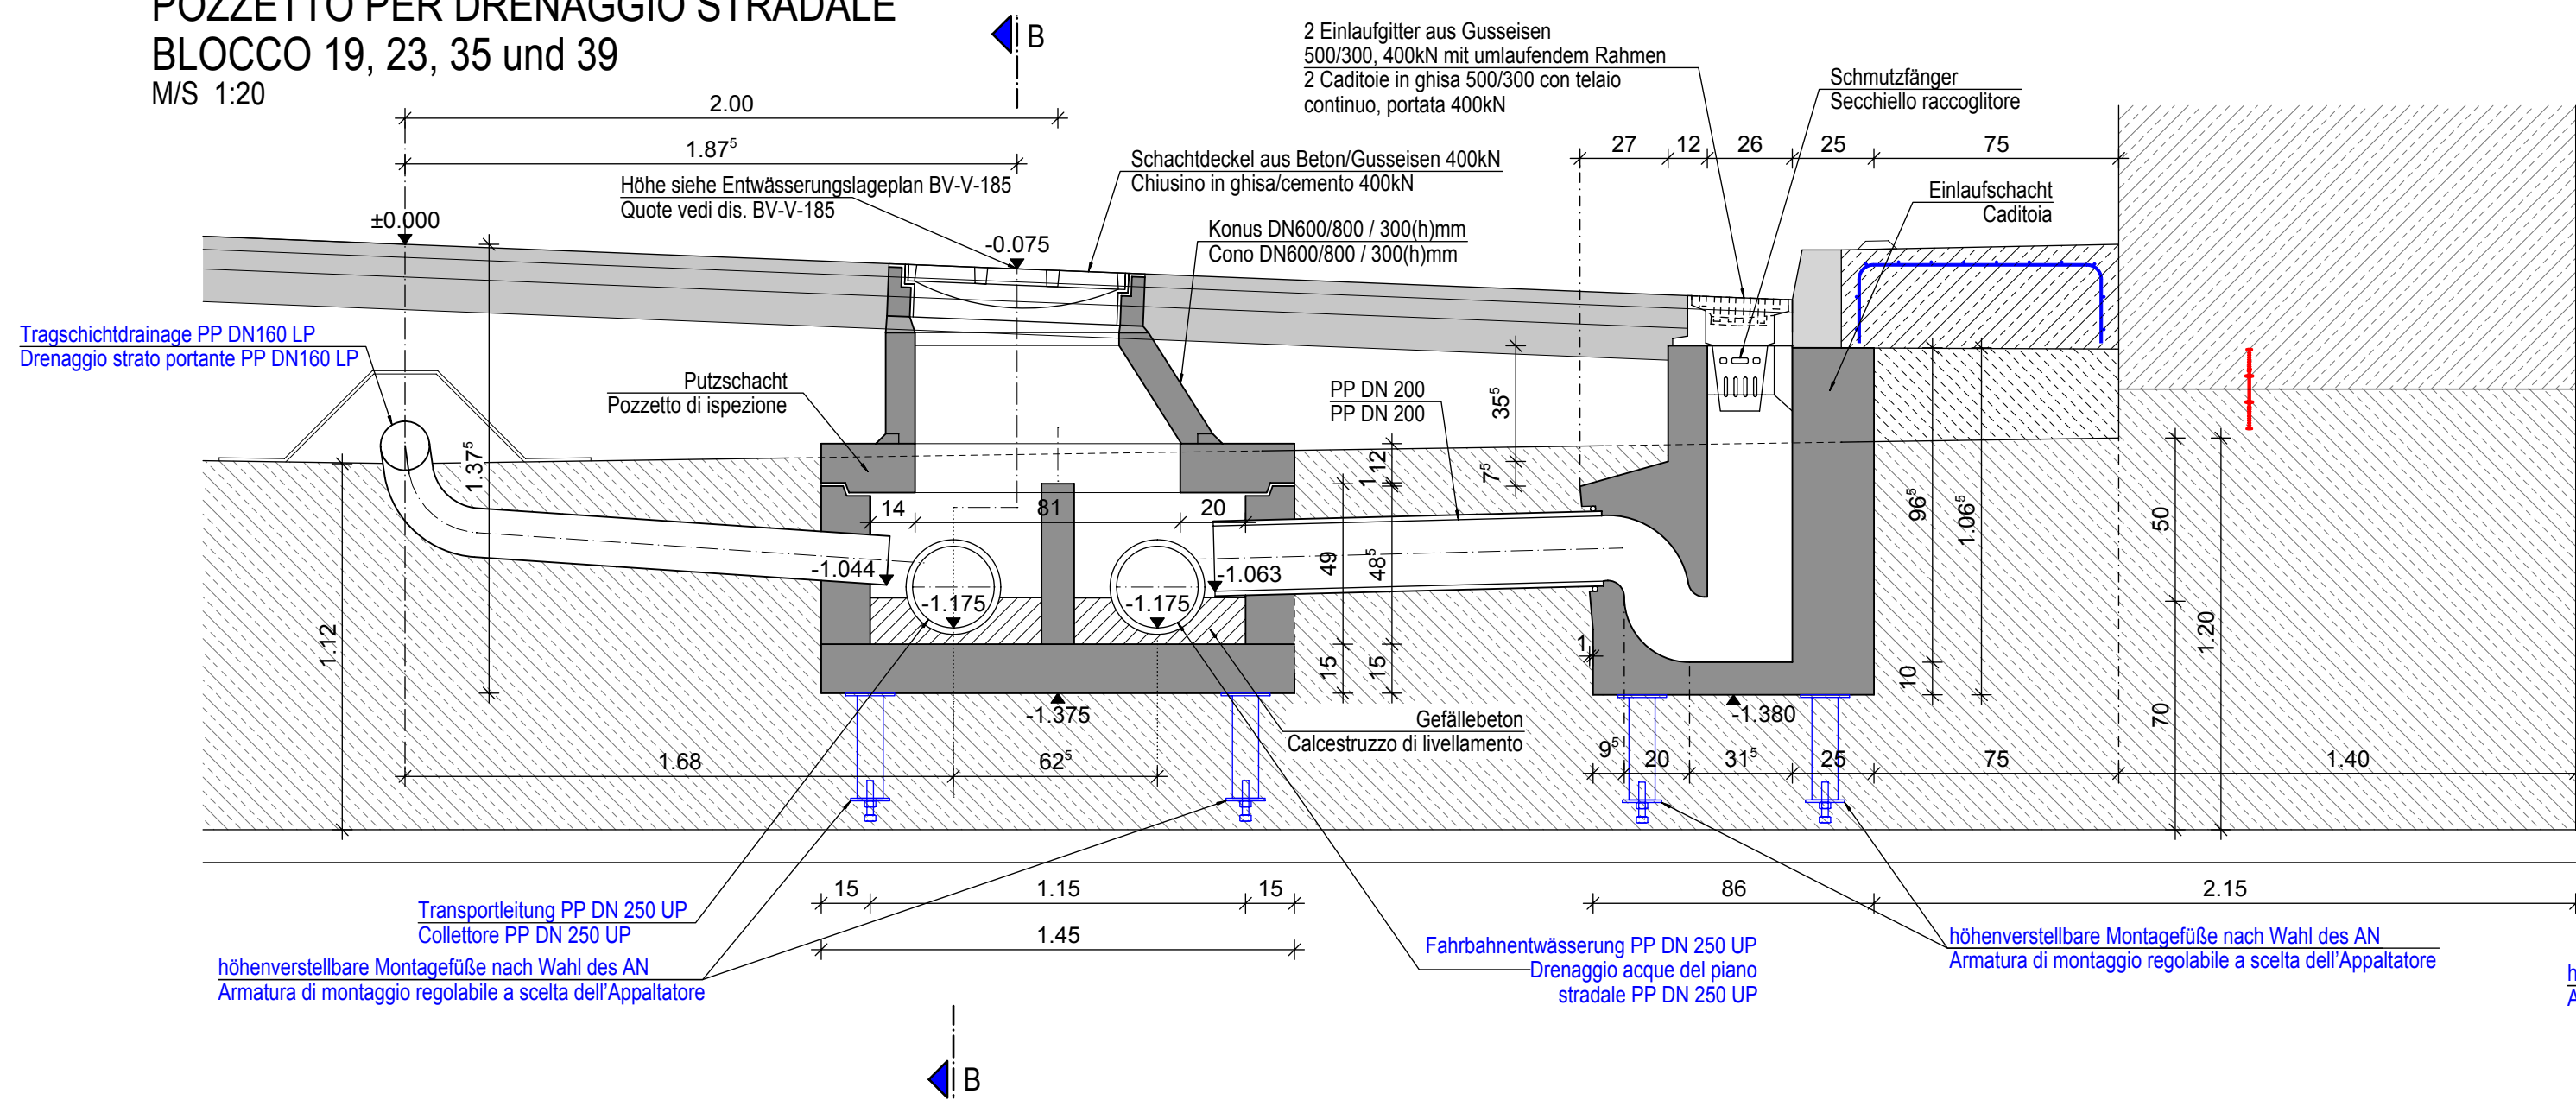 POZZETTO PER DRENAGGIO STRADALE
BLOCCO 19, 23, 35 und 39
M/S 1:20
B
2 Einlaufgitter aus Gusseisen
500/300, 400kN mit umlaufendem Rahmen
2 Caditoie in ghisa 500/300 con telaio
continuo, portata 400kN
Schmutzfänger
Secchiello raccoglitore
2.00
1.87⁵
27
12
26
25
75
Schachtdeckel aus Beton/Gusseisen 400kN
Chiusino in ghisa/cemento 400kN
Höhe siehe Entwässerungslageplan BV-V-185
Quote vedi dis. BV-V-185
Einlaufschacht
Caditoia
±0.000
-0.075
Konus DN600/800 / 300(h)mm
Cono DN600/800 / 300(h)mm
Tragschichtdrainage PP DN160 LP
Drenaggio strato portante PP DN160 LP
Putzschacht
Pozzetto di ispezione
PP DN 200
PP DN 200
35⁵
1.37⁵
12
1
7⁵
14
81
20
96⁵
1.06⁵
50
49
48⁵
-1.044
-1.063
-1.175
-1.175
1.12
1
15
15
10
1.20
70
-1.375
-1.380
Gefällebeton
Calcestruzzo di livellamento
1.68
62⁵
9⁵
20
31⁵
25
75
1.40
15
1.15
15
86
2.15
1.45
Transportleitung PP DN 250 UP
Collettore PP DN 250 UP
höhenverstellbare Montagefüße nach Wahl des AN
Armatura di montaggio regolabile a scelta dell'Appaltatore
Fahrbahnentwässerung PP DN 250 UP
Drenaggio acque del piano
stradale PP DN 250 UP
höhenverstellbare Montagefüße nach Wahl des AN
Armatura di montaggio regolabile a scelta dell'Appaltatore
h
A
B